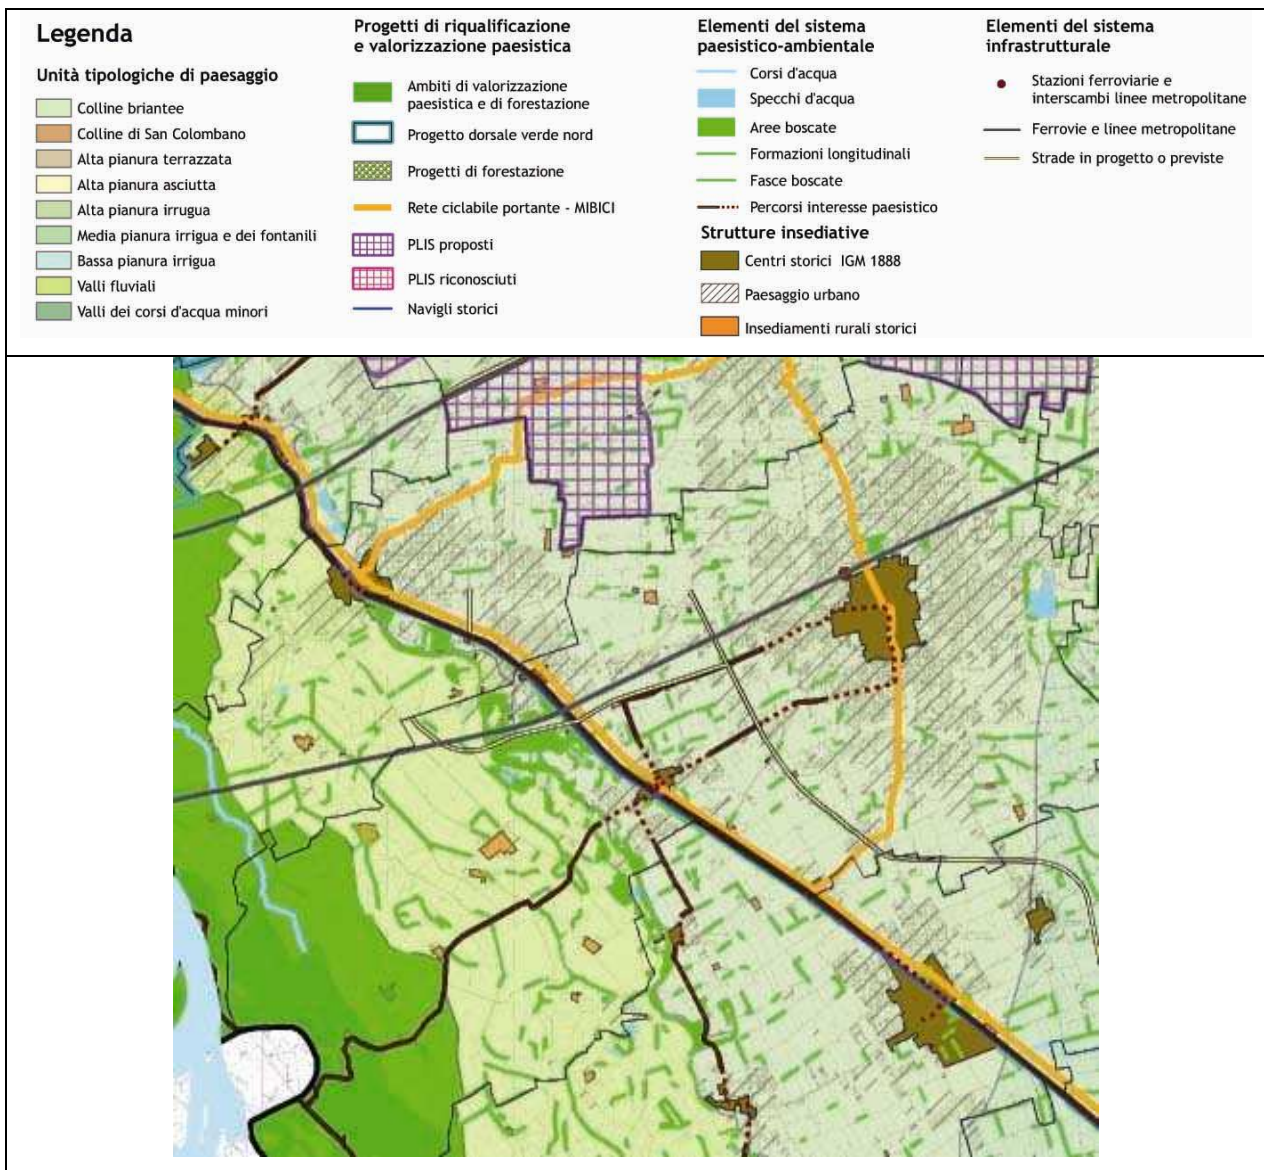 Legenda
Unità tipologiche di paesaggio
Colline briantee
Colline di San Colombano
Alta pianura terrazzata
Alta pianura asciutta
Alta pianura irrugua
Media pianura irrigua e dei fontanili
Bassa pianura irrigua
Valli fluviali
Valli dei corsi d'acqua minori
Progetti di riqualificazione
e valorizzazione paesistica
Ambiti di valorizzazione
paesistica e di forestazione
Progetto dorsale verde nord
Progetti di forestazione
Rete ciclabile portante - MIBICI
PLIS proposti
PLIS riconosciuti
Navigli storici
Elementi del sistema
paesistico-ambientale
Corsi d'acqua
Specchi d'acqua
Aree boscate
Formazioni longitudinali
Fasce boscate
Percorsi interesse paesistico
Strutture insediative
Centri storici IGM 1888
Paesaggio urbano
Insediamenti rurali storici
Elementi del sistema
infrastrutturale
Stazioni ferroviarie e
interscambi linee metropolitane
Ferrovie e linee metropolitane
Strade in progetto o previste